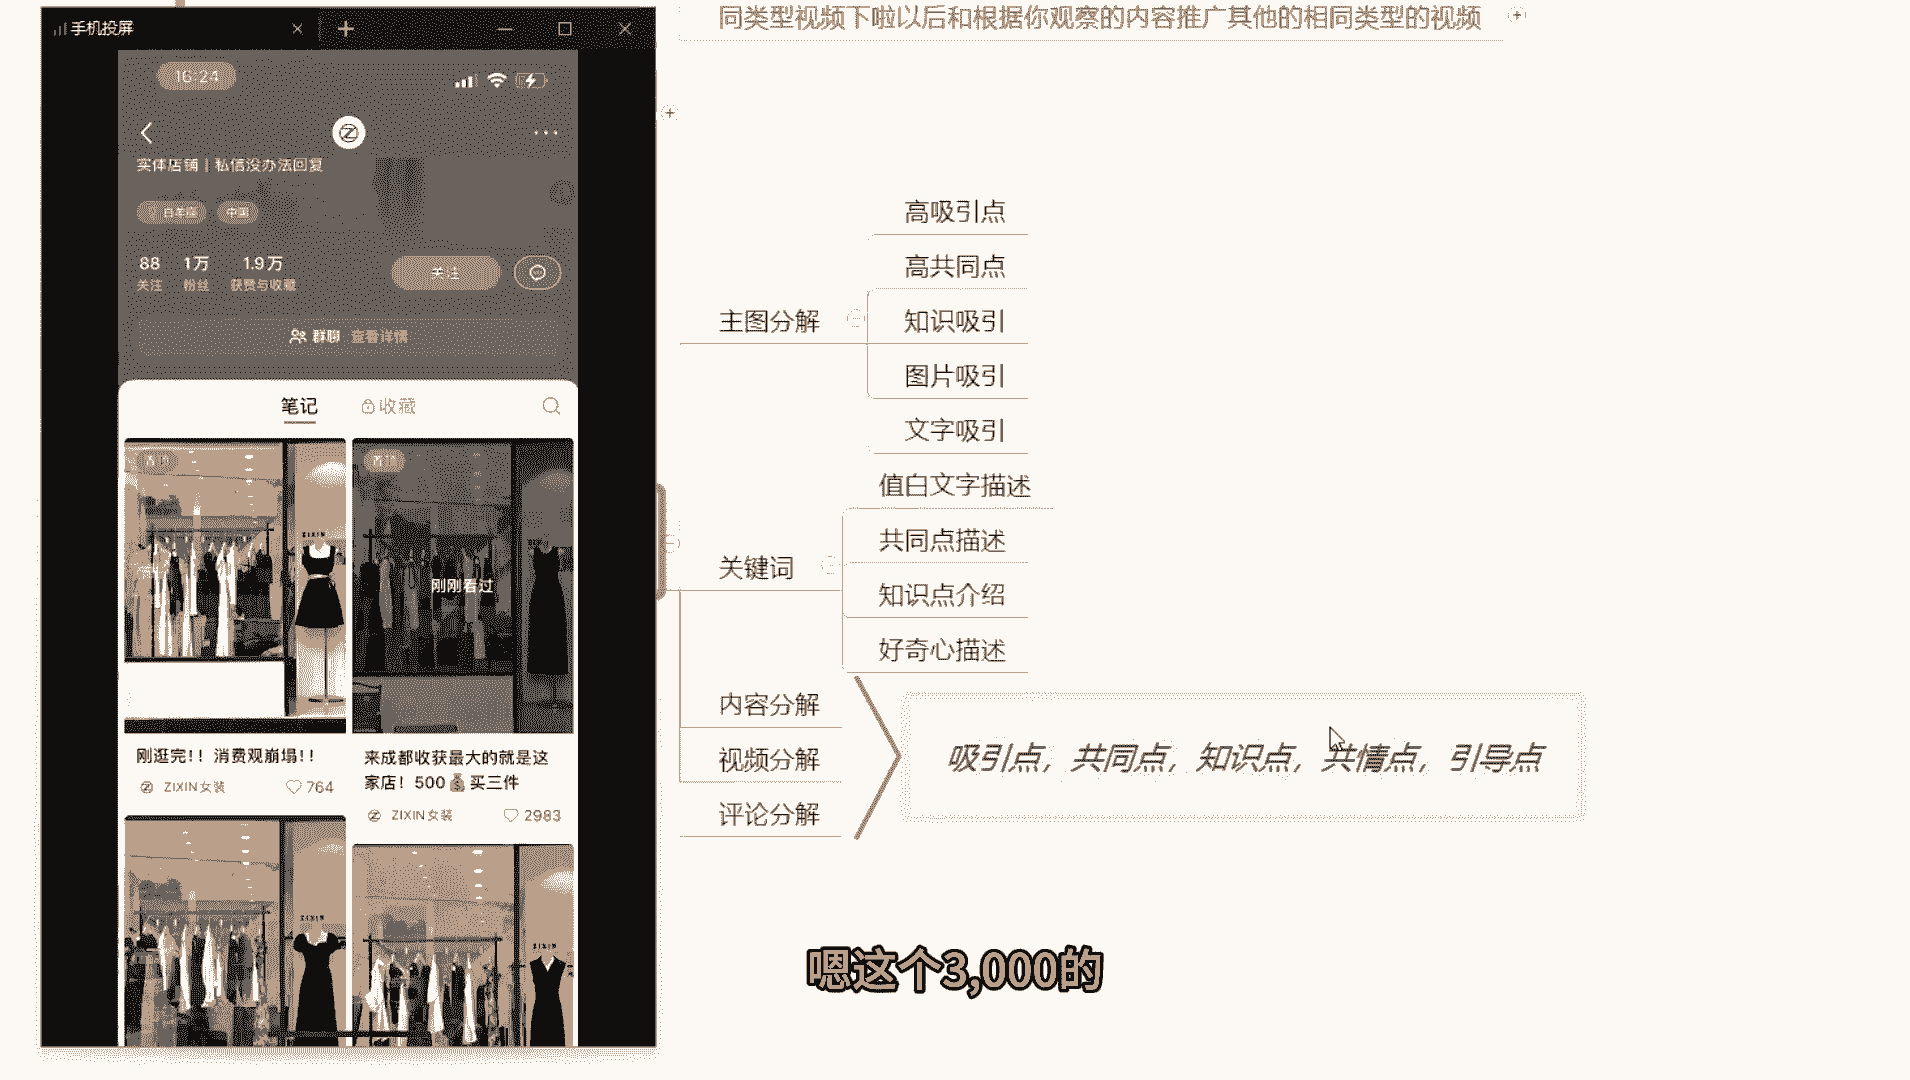 手机投屏
16:24
实体店铺 | 私信没办法回复
白羊座 中国
88 1万 1.9万
关注 粉丝 获赞与收藏
关注
群聊 查看详情
笔记 收藏
置顶
刚刚看过
ZIXIN
刚逛完!! 消费观崩塌!!
ZIXIN女装 764
来成都收获最大的就是这
家店! 500💰买三件
ZIXIN女装 2983
ZIXIN
ZIXIN
同类型视频下啦以后和根据你观察的内容推广其他的相同类型的视频
主图分解
高吸引点
高共同点
知识吸引
图片吸引
文字吸引
关键词
值白文字描述
共同点描述
知识点介绍
好奇心描述
内容分解
视频分解
评论分解
吸引点，共同点，知识点，共情点，引导点
嗯这个3,000的